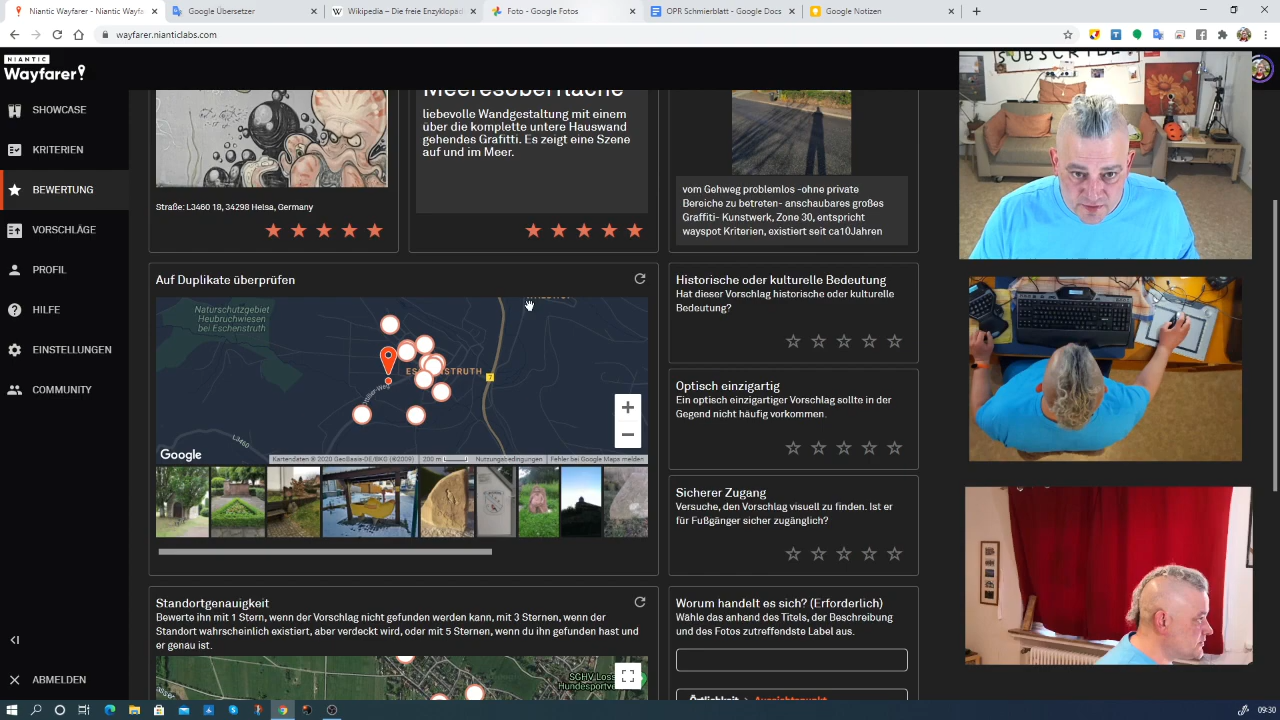 Niantic Wayfarer - Niantic Wayfa
Google Übersetzer
Wikipedia – Die freie Enzyklopäd
Foto - Google Fotos
OPR Schmierblatt - Google Docs
Google Notizen
wayfarer.nianticlabs.com
NIANTIC
Wayfarer
SUBSCRIBE
SHOWCASE
KRITERIEN
BEWERTUNG
VORSCHLÄGE
PROFIL
HILFE
EINSTELLUNGEN
COMMUNITY
ABMELDEN
Straße: L3460 18, 34298 Helsa, Germany
Meeresoberfläche
liebevolle Wandgestaltung mit einem
über die komplette untere Hauswand
gehendes Grafitti. Es zeigt eine Szene
auf und im Meer.
vom Gehweg problemlos -ohne private
Bereiche zu betreten- anschaubares großes
Graffiti- Kunstwerk, Zone 30, entspricht
wayspot Kriterien, existiert seit ca10Jahren
Auf Duplikate überprüfen
Naturschutzgebiet
Heubruchwiesen
bei Eschenstruth
L3460
Google
Kartendaten © 2020 GeoBasis-DE/BKG (©2009)
200 m
Nutzungsbedingungen
Fehler bei Google Maps melden
Historische oder kulturelle Bedeutung
Hat dieser Vorschlag historische oder kulturelle
Bedeutung?
Optisch einzigartig
Ein optisch einzigartiger Vorschlag sollte in der
Gegend nicht häufig vorkommen.
Sicherer Zugang
Versuche, den Vorschlag visuell zu finden. Ist er
für Fußgänger sicher zugänglich?
Standortgenauigkeit
Bewerte ihn mit 1 Stern, wenn der Vorschlag nicht gefunden werden kann, mit 3 Sternen, wenn der
Standort wahrscheinlich existiert, aber verdeckt wird, oder mit 5 Sternen, wenn du ihn gefunden hast und
er genau ist.
SGHV Loss
Hundesportve
Worum handelt es sich? (Erforderlich)
Wähle das anhand des Titels, der Beschreibung
und des Fotos zutreffendste Label aus.
Örtlichkeit > Aussichtspunkt
09:30